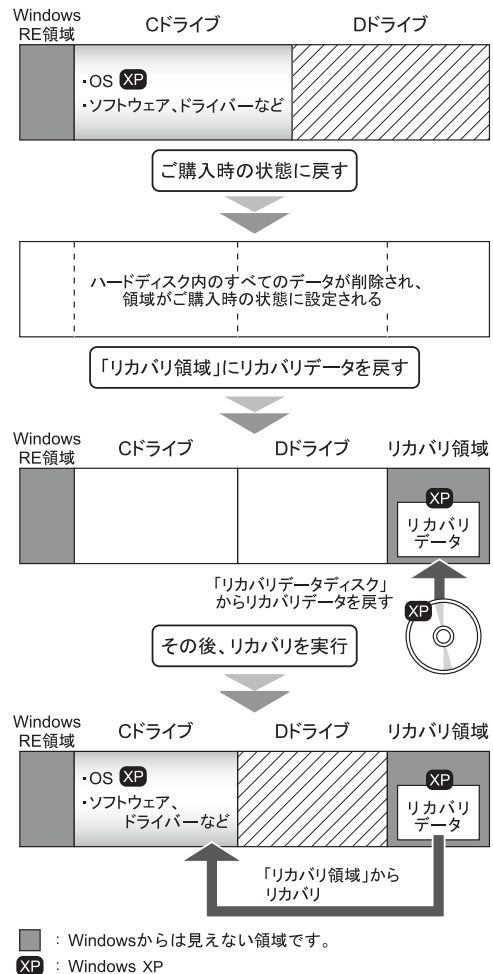 Windows
RE領域
Cドライブ
Dドライブ
・OS XP
・ソフトウェア、ドライバーなど
ご購入時の状態に戻す
ハードディスク内のすべてのデータが削除され、
領域がご購入時の状態に設定される
「リカバリ領域」にリカバリデータを戻す
Windows
RE領域
Cドライブ
Dドライブ
リカバリ領域
XP
リカバリ
データ
「リカバリデータディスク」
からリカバリデータを戻す
XP
その後、リカバリを実行
Windows
RE領域
Cドライブ
Dドライブ
リカバリ領域
・OS XP
・ソフトウェア、
ドライバーなど
XP
リカバリ
データ
「リカバリ領域」から
リカバリ
：Windowsからは見えない領域です。
XP：Windows XP